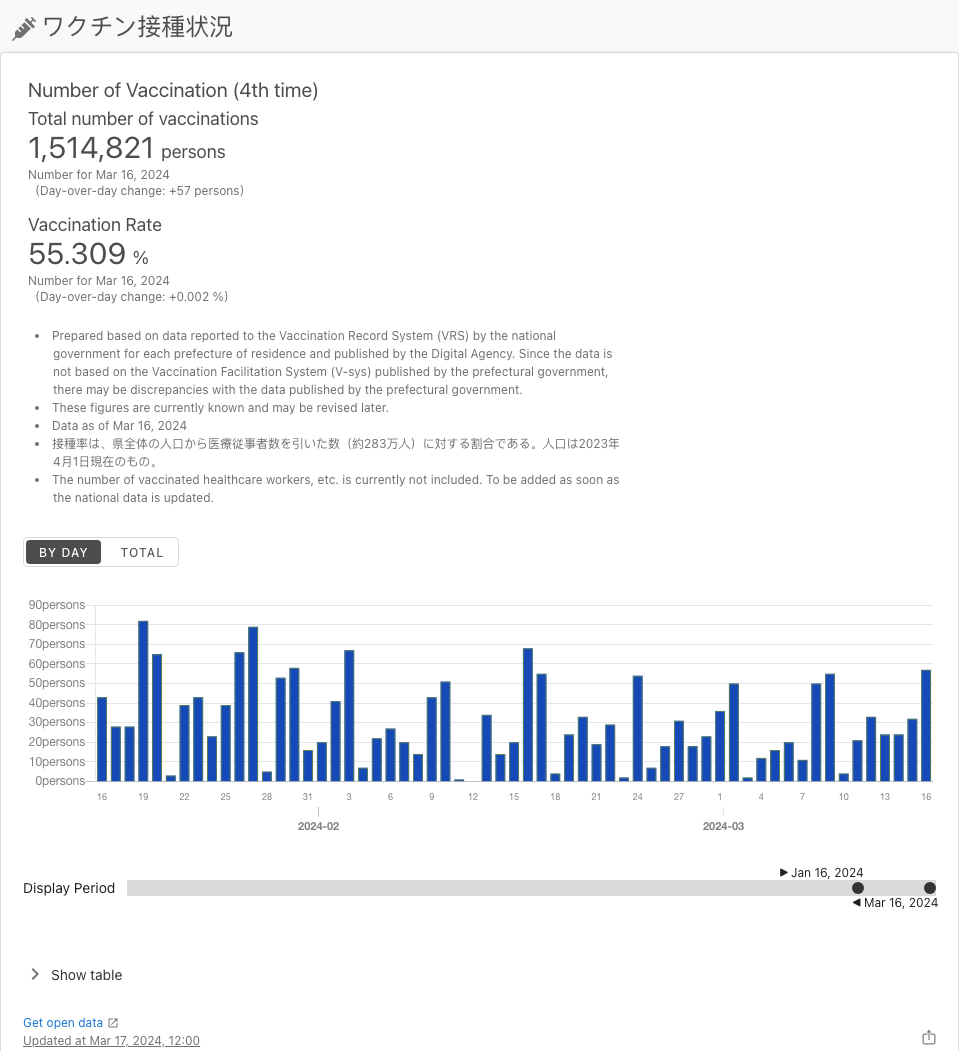 ワクチン接種状況
Number of Vaccination (4th time)
Total number of vaccinations
1,514,821 persons
Number for Mar 16, 2024
(Day-over-day change: +57 persons)
Vaccination Rate
55.309 %
Number for Mar 16, 2024
(Day-over-day change: +0.002 %)
• Prepared based on data reported to the Vaccination Record System (VRS) by the national
government for each prefecture of residence and published by the Digital Agency. Since the data is
not based on the Vaccination Facilitation System (V-sys) published by the prefectural government,
there may be discrepancies with the data published by the prefectural government.
• These figures are currently known and may be revised later.
• Data as of Mar 16, 2024
• 接種率は、県全体の人口から医療従事者数を引いた数（約283万人）に対する割合である。人口は2023年
4月1日現在のもの。
• The number of vaccinated healthcare workers, etc. is currently not included. To be added as soon as
the national data is updated.
BY DAY TOTAL
90persons
80persons
70persons
60persons
50persons
40persons
30persons
20persons
10persons
0persons
16 19 22 25 28 31 3 6 9 12 15 18 21 24 27 1 4 7 10 13 16
2024-02 2024-03
Jan 16, 2024
Display Period
Mar 16, 2024
Show table
Get open data
Updated at Mar 17, 2024, 12:00